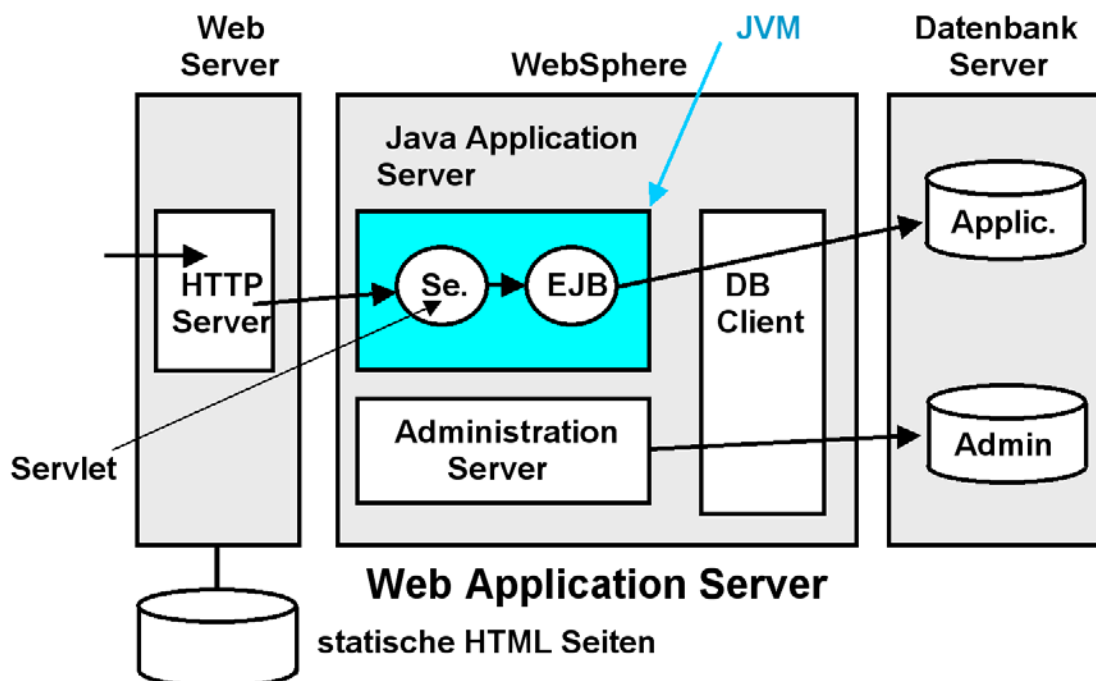 Web
Server
WebSphere
JVM
Datenbank
Server
Java Application
Server
HTTP
Server
Se.
EJB
DB
Client
Applic.
Administration
Server
Admin
Servlet
Web Application Server
statische HTML Seiten